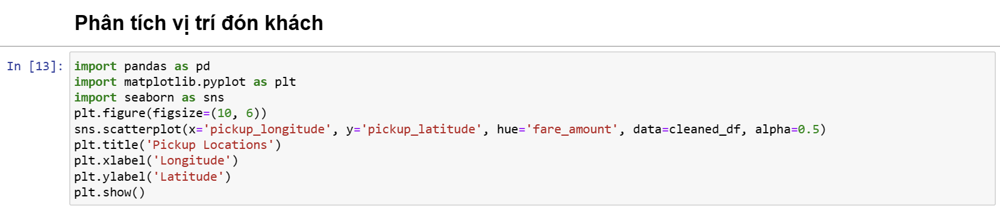 Phân tích vị trí đón khách
In [13]:
import pandas as pd
import matplotlib.pyplot as plt
import seaborn as sns
plt.figure(figsize=(10, 6))
sns.scatterplot(x='pickup_longitude', y='pickup_latitude', hue='fare_amount', data=cleaned_df, alpha=0.5)
plt.title('Pickup Locations')
plt.xlabel('Longitude')
plt.ylabel('Latitude')
plt.show()